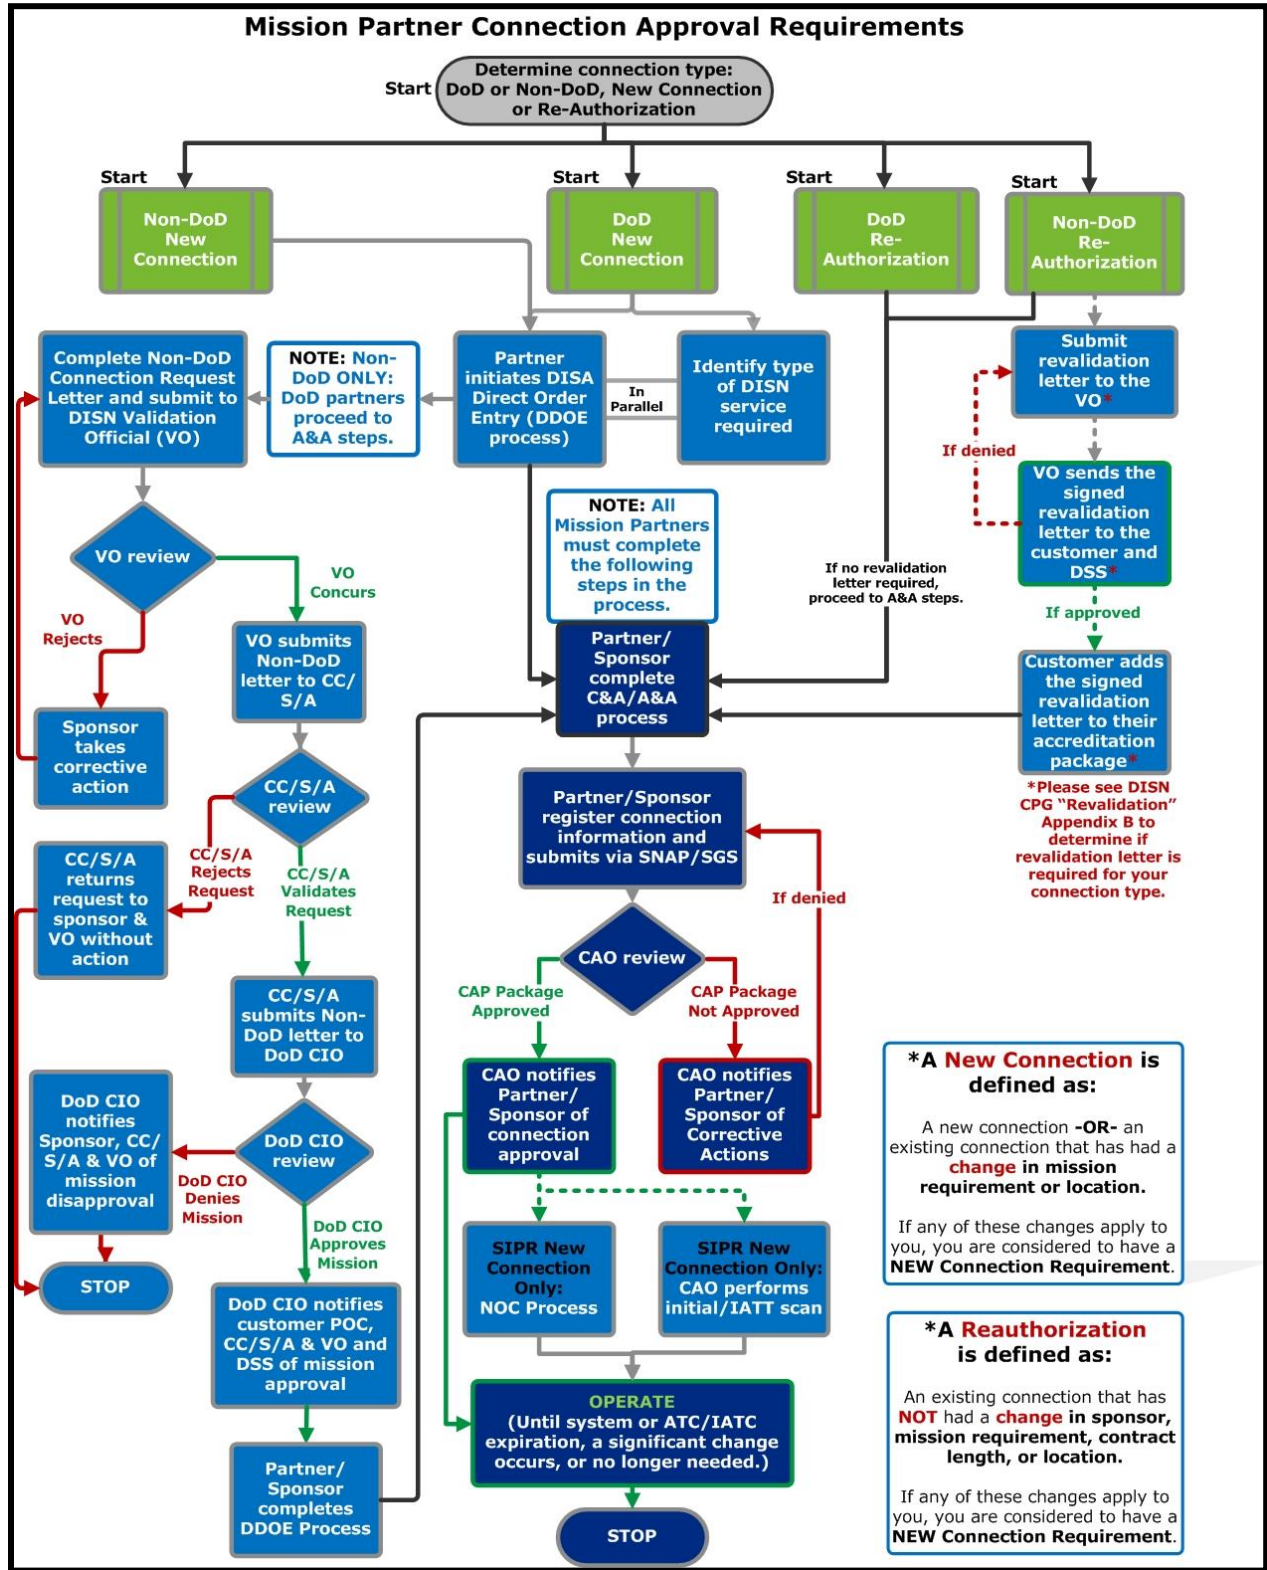 Mission Partner Connection Approval Requirements
Start
Determine connection type:
DoD or Non-DoD, New Connection
or Re-Authorization
Start
Non-DoD
New
Connection
Start
DoD
New
Connection
Start
DoD
Re-
Authorization
Start
Non-DoD
Re-
Authorization
Complete Non-DoD
Connection Request
Letter and submit to
DISN Validation
Official (VO)
NOTE: Non-
DoD ONLY:
DoD partners
proceed to
A&A steps.
Partner
initiates DISA
Direct Order
Entry (DDOE
process)
In
Parallel
Identify type
of DISN
service
required
Submit
revalidation
letter to the
VO*
If denied
VO sends the
signed
revalidation
letter to the
customer and
DSS*
If approved
Customer adds
the signed
revalidation
letter to their
accreditation
package*
*Please see DISN
CPG “Revalidation”
Appendix B to
determine if
revalidation letter is
required for your
connection type.
If no revalidation
letter required,
proceed to A&A steps.
NOTE: All
Mission Partners
must complete
the following
steps in the
process.
VO review
VO
Concurs
VO
Rejects
VO submits
Non-DoD
letter to CC/
S/A
Sponsor
takes
corrective
action
CC/S/A
review
CC/S/A
Rejects
Request
CC/S/A
Validates
Request
CC/S/A
returns
request to
sponsor &
VO without
action
CC/S/A
submits Non-
DoD letter to
DoD CIO
DoD CIO
review
DoD CIO
notifies
Sponsor, CC/
S/A & VO of
mission
disapproval
DoD CIO
Denies
Mission
STOP
DoD CIO
Approves
Mission
DoD CIO notifies
customer POC,
CC/S/A & VO and
DSS of mission
approval
Partner/
Sponsor
completes
DDOE Process
Partner/
Sponsor
complete
C&A/A&A
process
Partner/Sponsor
register connection
information and
submits via SNAP/SGS
If denied
CAO review
CAP Package
Approved
CAP Package
Not Approved
CAO notifies
Partner/
Sponsor of
connection
approval
CAO notifies
Partner/
Sponsor of
Corrective
Actions
SIPR New
Connection
Only:
NOC Process
SIPR New
Connection Only:
CAO performs
initial/IATT scan
OPERATE
(Until system or ATC/IATC
expiration, a significant change
occurs, or no longer needed.)
STOP
*A New Connection is
defined as:
A new connection -OR- an
existing connection that has had a
change in mission
requirement or location.
If any of these changes apply to
you, you are considered to have a
NEW Connection Requirement.
*A Reauthorization
is defined as:
An existing connection that has
NOT had a change in sponsor,
mission requirement, contract
length, or location.
If any of these changes apply to
you, you are considered to have a
NEW Connection Requirement.